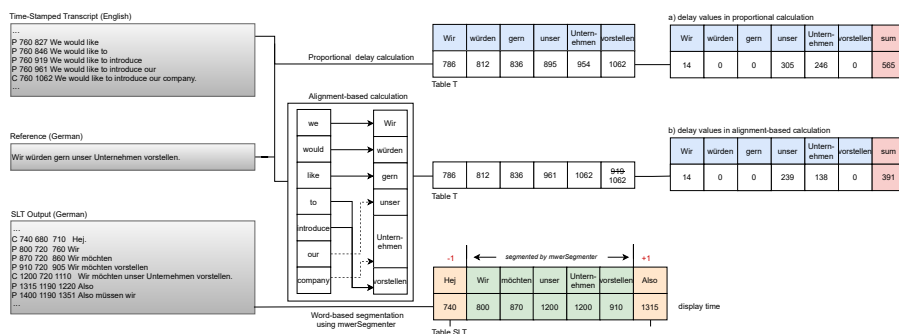 Time-Stamped Transcript (English)
...
P 760 827 We would like
P 760 846 We would like to
P 760 919 We would like to introduce
P 760 961 We would like to introduce our
C 760 1062 We would like to introduce our company.
...
Reference (German)
Wir würden gern unser Unternehmen vorstellen.
SLT Output (German)
...
C 740 680 710 Hej.
P 800 720 760 Wir
P 870 720 860 Wir möchten
P 910 720 905 Wir möchten vorstellen
C 1200 720 1110 Wir möchten unser Unternehmen vorstellen.
P 1315 1190 1220 Also
P 1400 1190 1351 Also müssen wir
...
Proportional delay calculation
Alignment-based calculation
we
would
like
to
introduce
our
company
Wir
würden
gern
unser
Untern-
ehmen
vorstellen
Word-based segmentation
using mwerSegmenter
Wir würden gern unser Untern-ehmen vorstellen
786 812 836 895 954 1062
Table T
a) delay values in proportional calculation
Wir würden gern unser Untern-ehmen vorstellen sum
14 0 0 305 246 0 565
786 812 836 961 1062 919
1062
Table T
b) delay values in alignment-based calculation
Wir würden gern unser Untern-ehmen vorstellen sum
14 0 0 239 138 0 391
-1 segmented by mwerSegmenter +1
Hej Wir möchten unser Untern-ehmen vorstellen Also
740 800 870 1200 1200 910 1315
display time
Table SLT